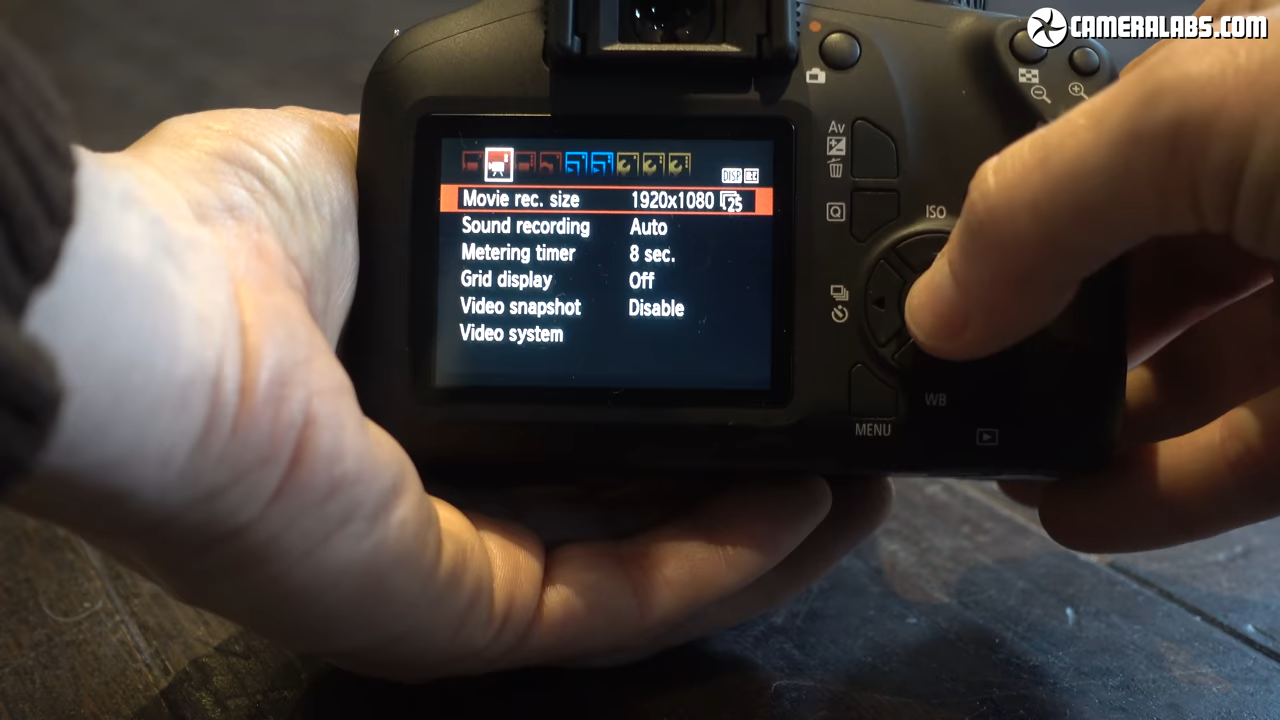 CAMERALABS.COM
DISP
Movie rec. size 1920x1080 25
Sound recording Auto
Metering timer 8 sec.
Grid display Off
Video snapshot Disable
Video system
Av
Q
ISO
WB
MENU